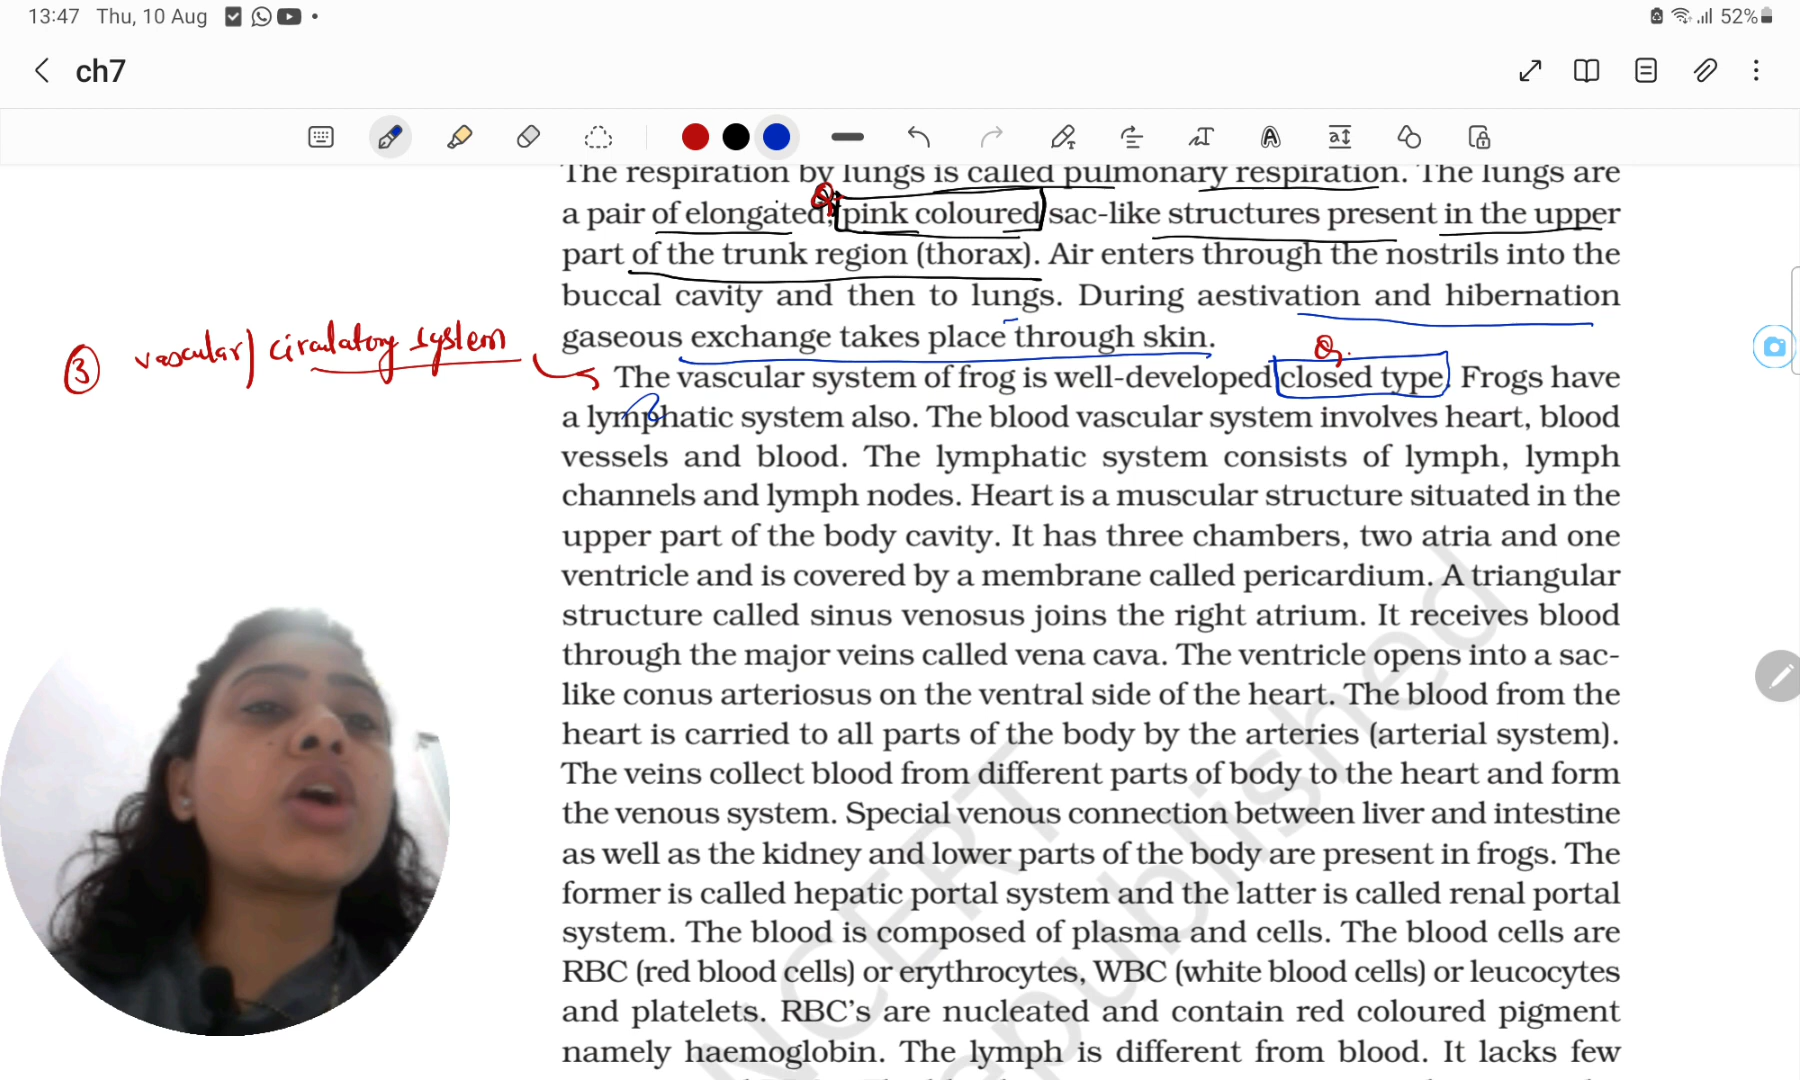 13:47 Thu, 10 Aug
52%
ch7
The respiration by lungs is called pulmonary respiration. The lungs are
a pair of elongated, pink coloured sac-like structures present in the upper
part of the trunk region (thorax). Air enters through the nostrils into the
buccal cavity and then to lungs. During aestivation and hibernation
gaseous exchange takes place through skin.
③ vascular/ circulatory system
Q.
The vascular system of frog is well-developed closed type. Frogs have
a lymphatic system also. The blood vascular system involves heart, blood
vessels and blood. The lymphatic system consists of lymph, lymph
channels and lymph nodes. Heart is a muscular structure situated in the
upper part of the body cavity. It has three chambers, two atria and one
ventricle and is covered by a membrane called pericardium. A triangular
structure called sinus venosus joins the right atrium. It receives blood
through the major veins called vena cava. The ventricle opens into a sac-
like conus arteriosus on the ventral side of the heart. The blood from the
heart is carried to all parts of the body by the arteries (arterial system).
The veins collect blood from different parts of body to the heart and form
the venous system. Special venous connection between liver and intestine
as well as the kidney and lower parts of the body are present in frogs. The
former is called hepatic portal system and the latter is called renal portal
system. The blood is composed of plasma and cells. The blood cells are
RBC (red blood cells) or erythrocytes, WBC (white blood cells) or leucocytes
and platelets. RBC's are nucleated and contain red coloured pigment
namely haemoglobin. The lymph is different from blood. It lacks few
NCERT
republished